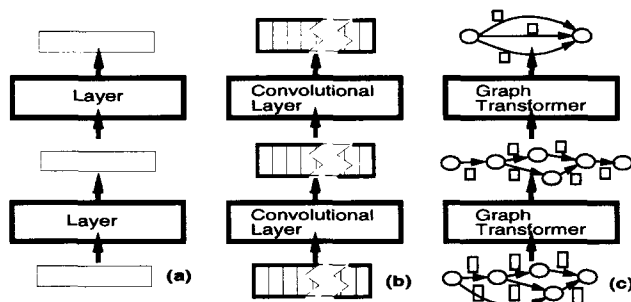 Layer
Convolutional
Layer
Graph
Transformer
Layer
Convolutional
Layer
Graph
Transformer
(a)
(b)
(c)